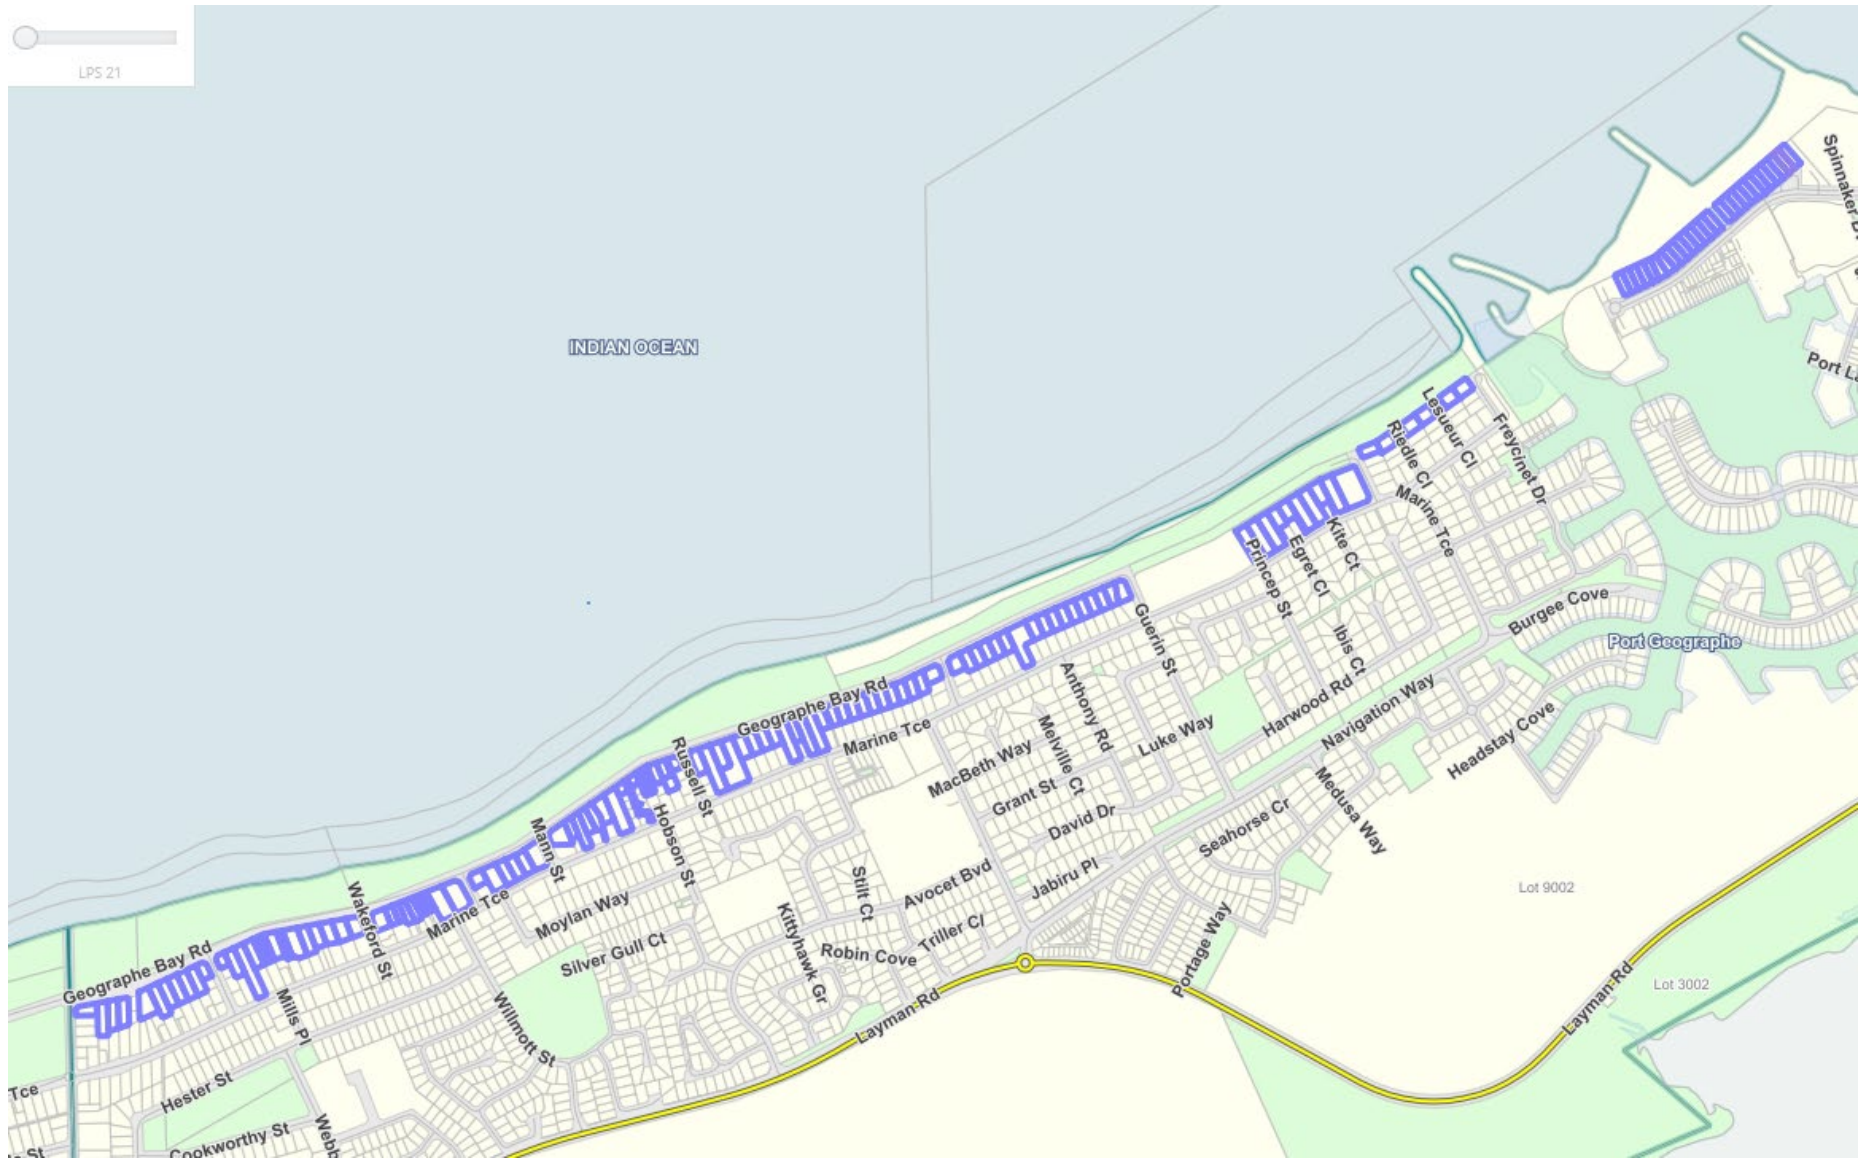 LPS 21
Spinnaker Dr
INDIAN OCEAN
Port La
Lesueur Cl
Riedle Cl
Freycinet Dr
Marine Tce
Kite Ct
Egret Cl
Princep St
Burgee Cove
Guerin St
Ibis Ct
Port Geographe
Anthony Rd
Harwood Rd
Navigation Way
Geographe Bay Rd
Marine Tce
Melville Ct
Luke Way
Headstay Cove
Russell St
MacBeth Way
Grant St
Medusa Way
Hobson St
David Dr
Seahorse Cr
Mann St
Stilt Ct
Avocet Bvd
Jabiru Pl
Lot 9002
Wakeford St
Marine Tce
Moylan Way
Kittyhawk Gr
Robin Cove
Triller Cl
Portage Way
Geographe Bay Rd
Silver Gull Ct
Mills Pl
Willmott St
Layman Rd
Layman Rd
Lot 3002
Tce
Hester St
Cookworthy St
Webb
St